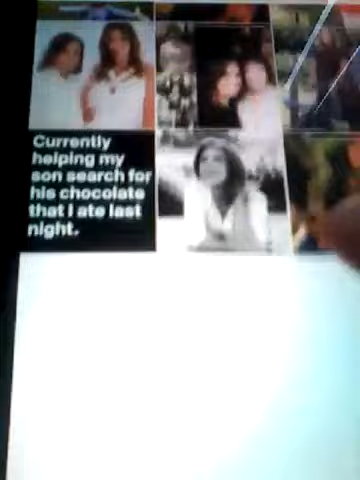 Currently
helping my
son search for
his chocolate
that I ate last
night.